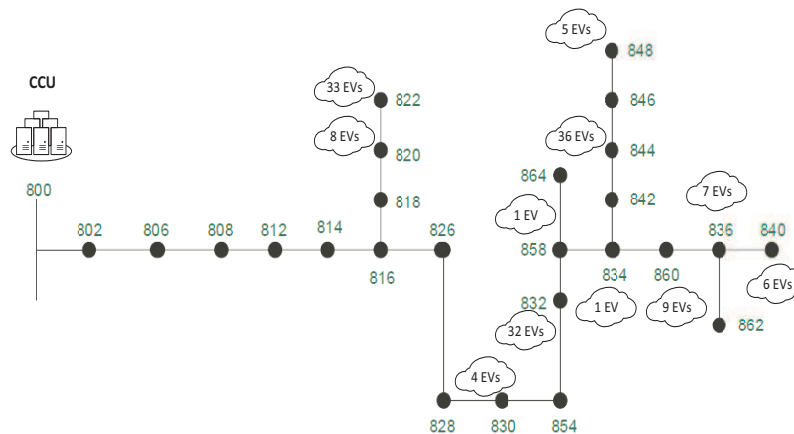 5 EVs
848
CCU
33 EVs
822
846
8 EVs
820
36 EVs
844
864
7 EVs
800
818
842
1 EV
802
806
808
812
814
826
836
840
858
816
834
860
6 EVs
832
1 EV
9 EVs
862
32 EVs
4 EVs
828
830
854